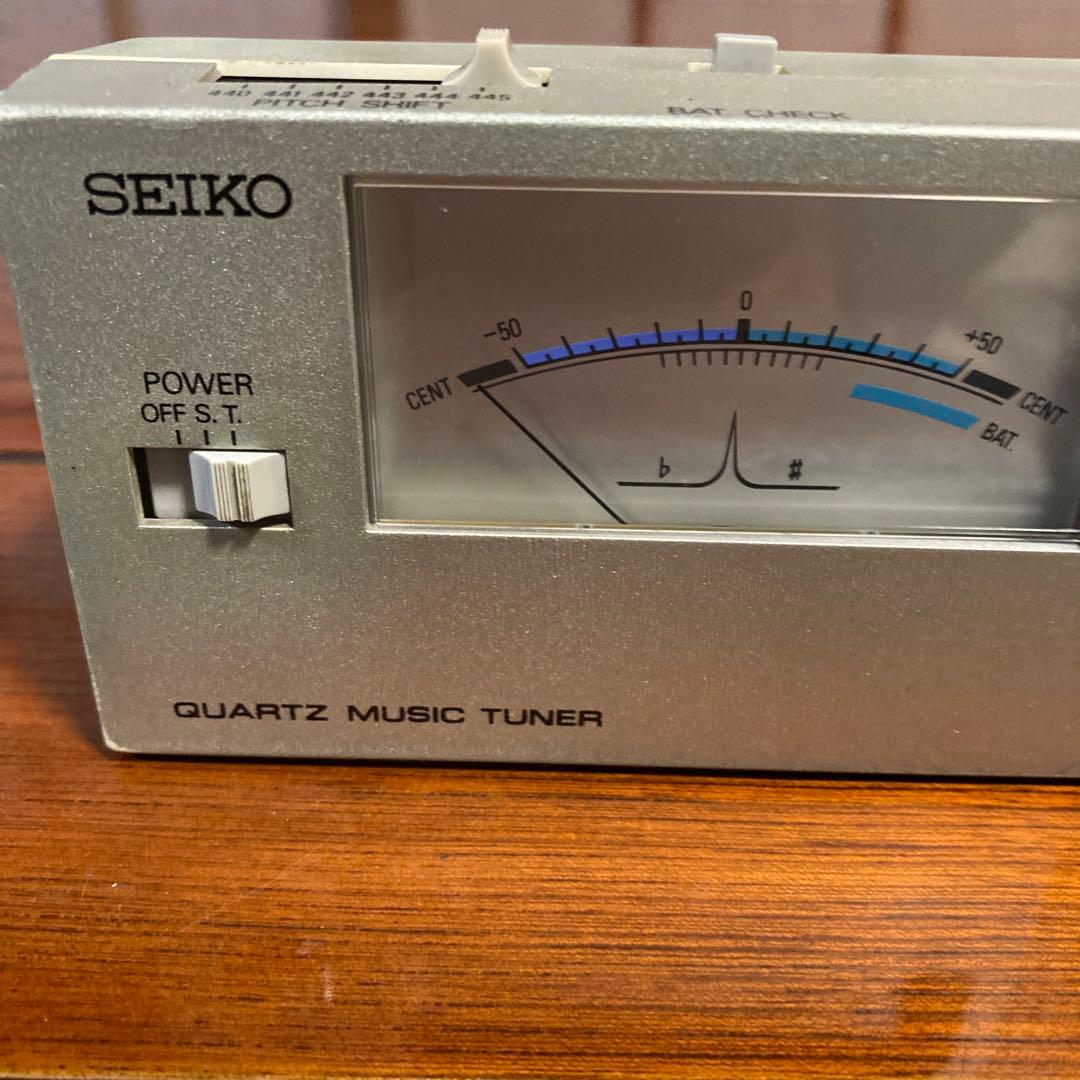 440 441 442 443 444 445
PITCH SHIFT
BAT CHECK
SEIKO
-50 0 +50
CENT CENT
BAT.
♭ ♯
POWER
OFF S. T.
QUARTZ MUSIC TUNER